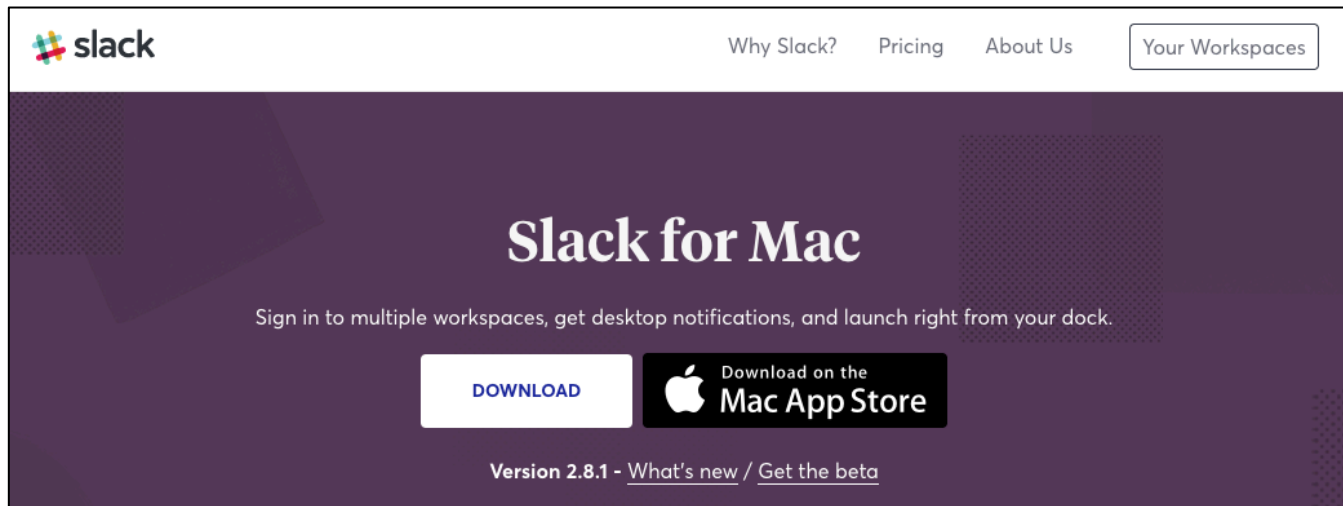 slack Why Slack? Pricing About Us Your Workspaces
Slack for Mac
Sign in to multiple workspaces, get desktop notifications, and launch right from your dock.
DOWNLOAD
Download on the
Mac App Store
Version 2.8.1 - What's new / Get the beta